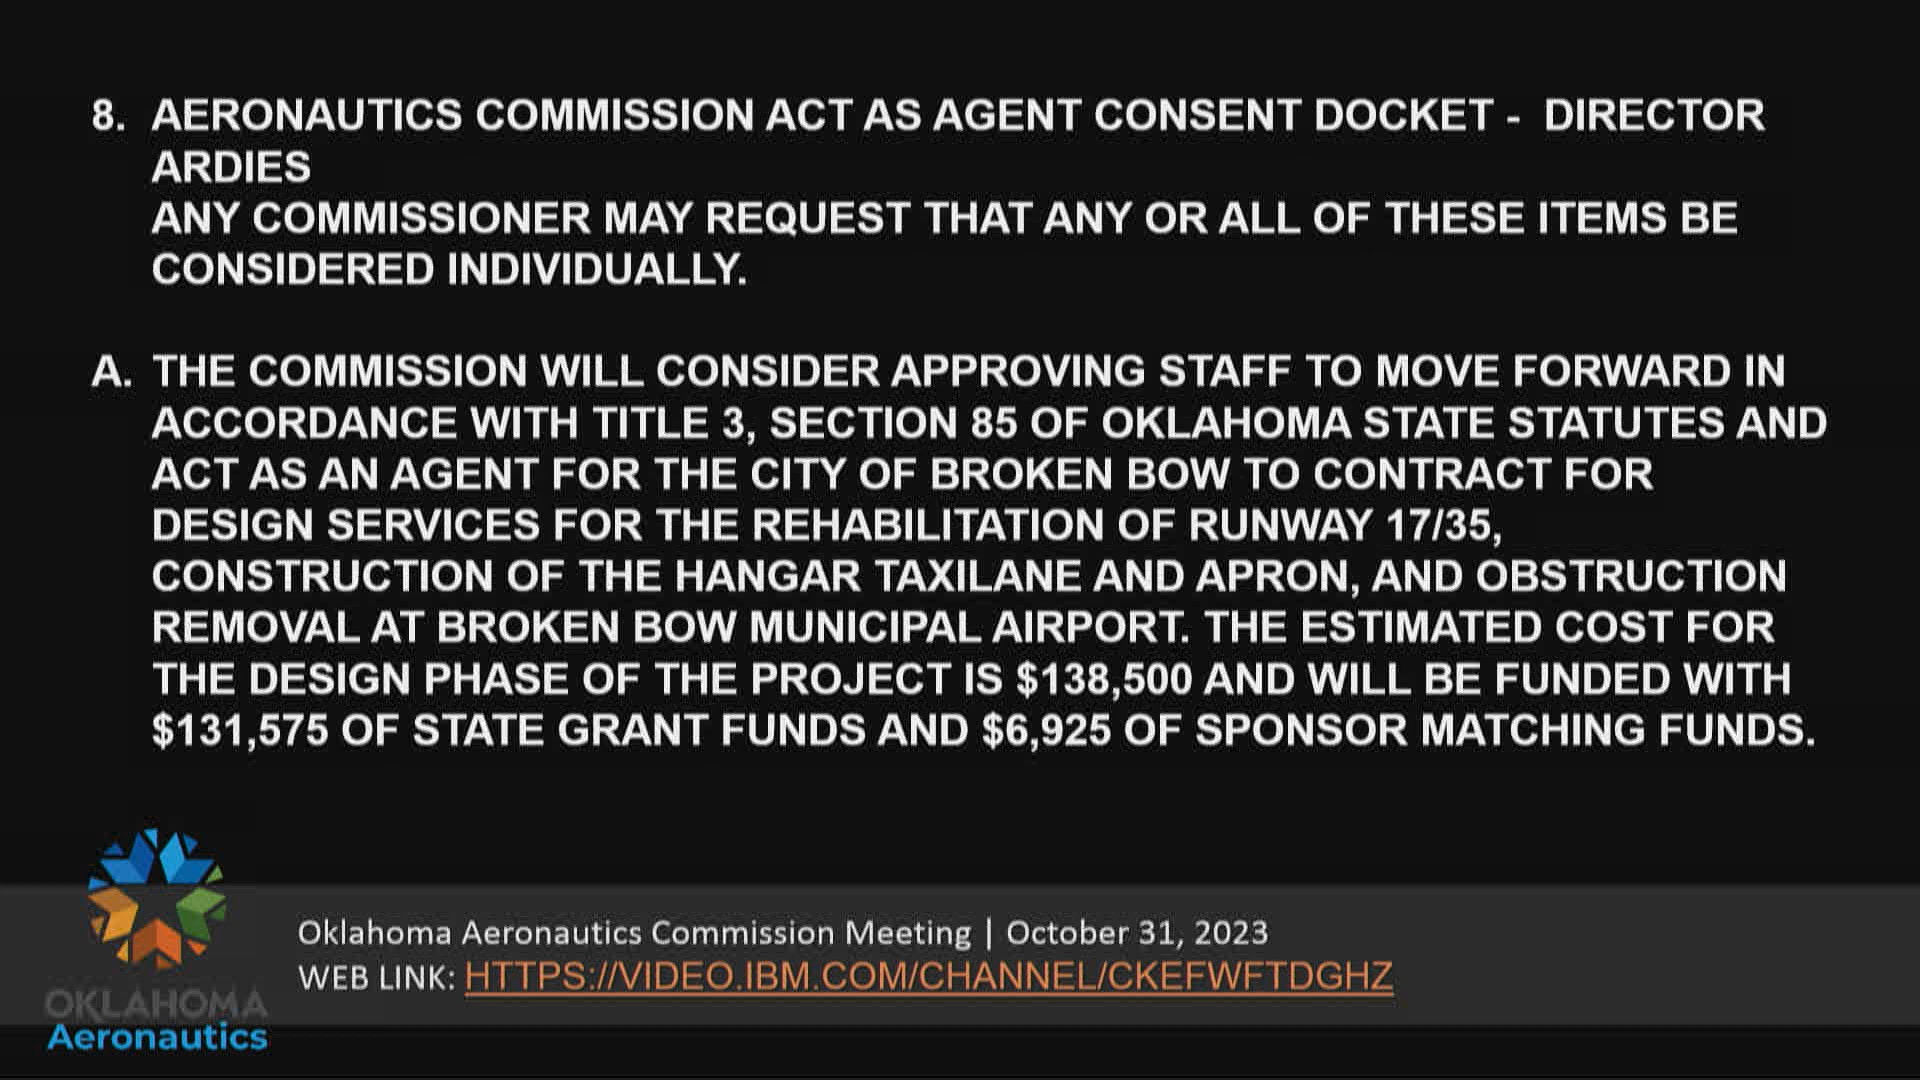 8. AERONAUTICS COMMISSION ACT AS AGENT CONSENT DOCKET - DIRECTOR
ARDIES
ANY COMMISSIONER MAY REQUEST THAT ANY OR ALL OF THESE ITEMS BE
CONSIDERED INDIVIDUALLY.
A. THE COMMISSION WILL CONSIDER APPROVING STAFF TO MOVE FORWARD IN
ACCORDANCE WITH TITLE 3, SECTION 85 OF OKLAHOMA STATE STATUTES AND
ACT AS AN AGENT FOR THE CITY OF BROKEN BOW TO CONTRACT FOR
DESIGN SERVICES FOR THE REHABILITATION OF RUNWAY 17/35,
CONSTRUCTION OF THE HANGAR TAXILANE AND APRON, AND OBSTRUCTION
REMOVAL AT BROKEN BOW MUNICIPAL AIRPORT. THE ESTIMATED COST FOR
THE DESIGN PHASE OF THE PROJECT IS $138,500 AND WILL BE FUNDED WITH
$131,575 OF STATE GRANT FUNDS AND $6,925 OF SPONSOR MATCHING FUNDS.
Oklahoma Aeronautics Commission Meeting | October 31, 2023
WEB LINK: HTTPS://VIDEO.IBM.COM/CHANNEL/CKEFWFTDGHZ
OKLAHOMA
Aeronautics